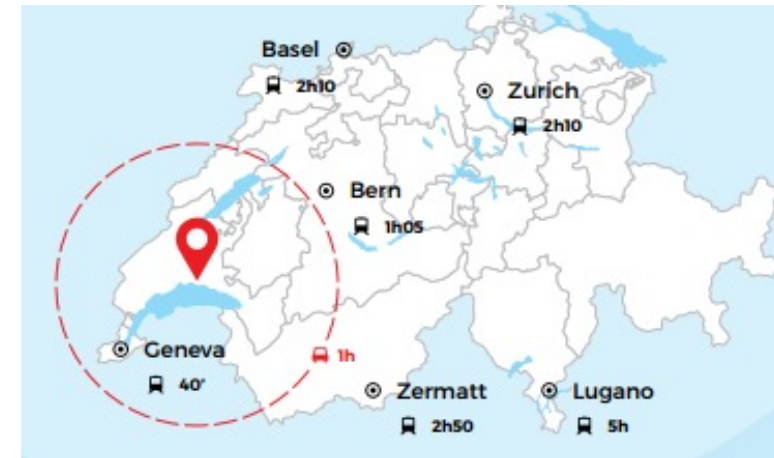 Basel
2h10
Zurich
2h10
Bern
1h05
Geneva
40'
1h
Zermatt
2h50
Lugano
5h